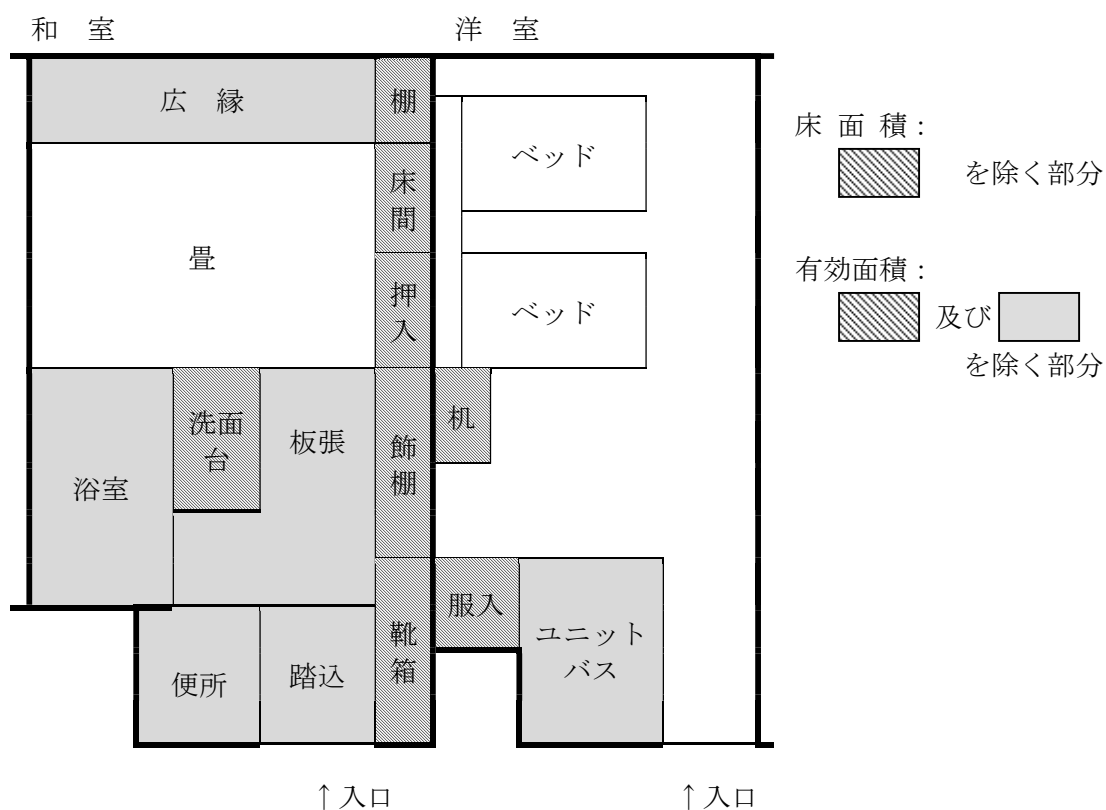 和　室
洋　室
広　縁
棚
畳
床
間
押
入
浴室
洗面
台
板張
飾
棚
便所
踏込
靴
箱
↑入口
ベッド
ベッド
机
服入
ユニット
バス
↑入口
床 面 積：
を除く部分
有効面積：
及び
を除く部分